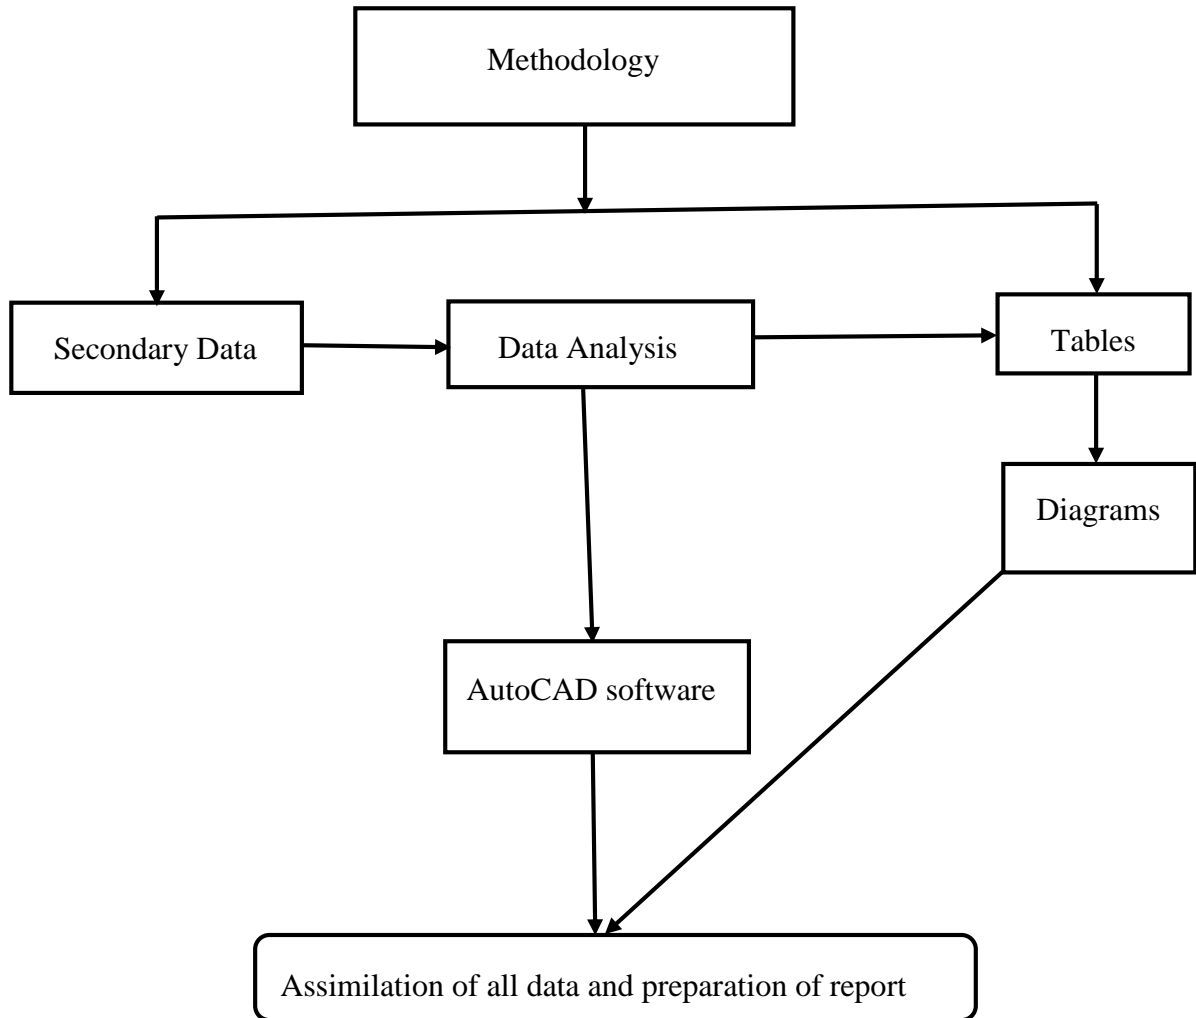 Methodology
Secondary Data
Data Analysis
Tables
Diagrams
AutoCAD software
Assimilation of all data and preparation of report